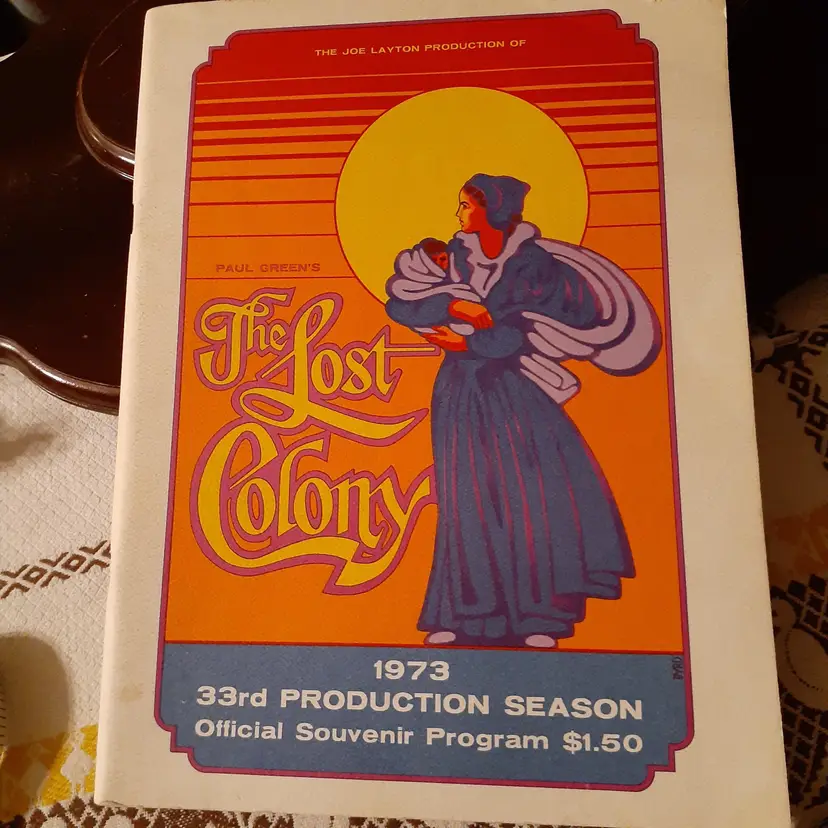 THE JOE LAYTON PRODUCTION OF
PAUL GREEN'S
The Lost
Colony
1973
33rd PRODUCTION SEASON
Official Souvenir Program $1.50
BYRD